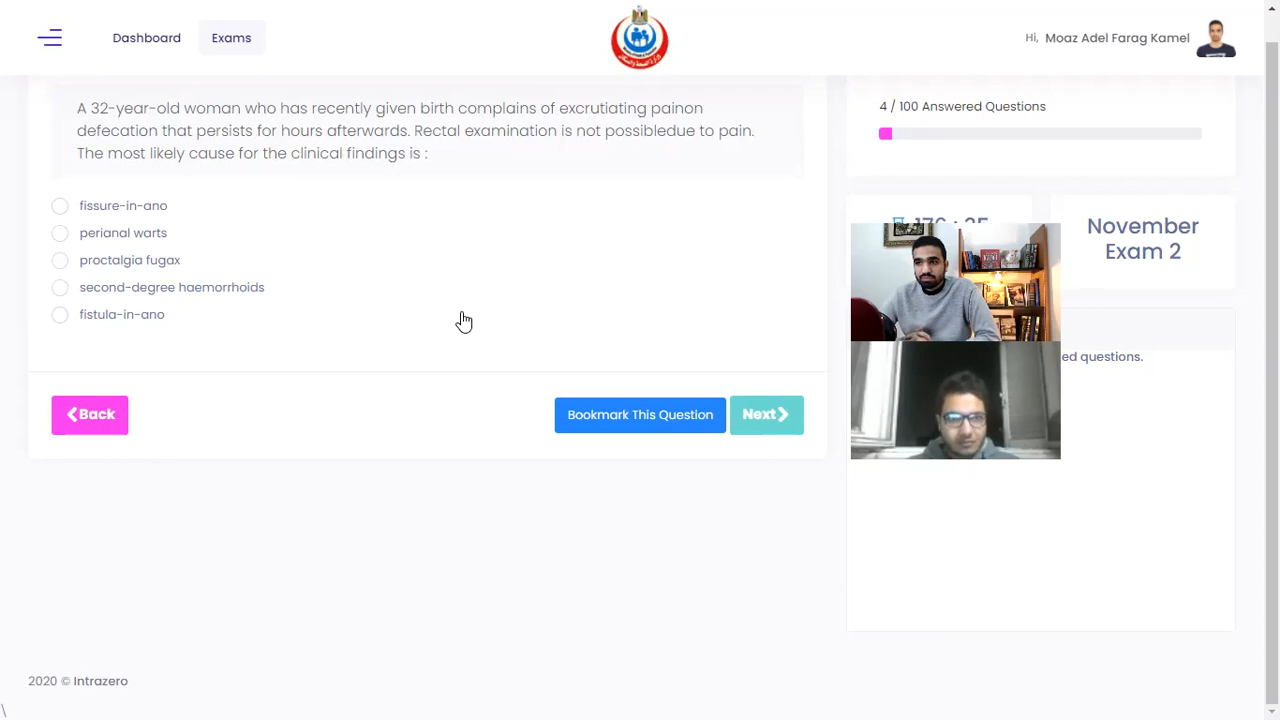 Dashboard
Exams
Hi, Moaz Adel Farag Kamel
A 32-year-old woman who has recently given birth complains of excrutiating painon
defecation that persists for hours afterwards. Rectal examination is not possibledue to pain.
The most likely cause for the clinical findings is :
fissure-in-ano
perianal warts
proctalgia fugax
second-degree haemorrhoids
fistula-in-ano
Back
Bookmark This Question
Next
4 / 100 Answered Questions
November
Exam 2
ed questions.
2020 © Intrazero
\